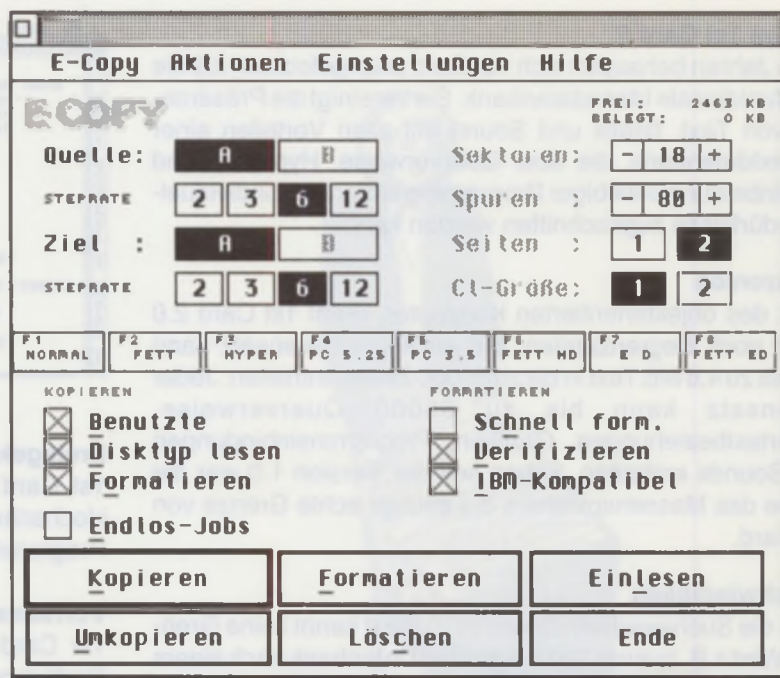 E-Copy Aktionen Einstellungen Hilfe
E-COPY
FREI: 2463 KB
BELEGT: 0 KB
Quelle: A B
Sektoren: - 18 +
STEPRATE 2 3 6 12
Spuren : - 80 +
Ziel : A B
Seiten : 1 2
STEPRATE 2 3 6 12
Cl-Größe: 1 2
F1 NORMAL
F2 FETT
F3 HYPER
F4 PC 5.25
F5 PC 3.5
F6 FETT HD
F7 ED
F8 FETT ED
KOPIEREN
FORMATIEREN
Benutzte
Schnell form.
Disktyp lesen
Verifizieren
Formatieren
IBM-Kompatibel
Endlos-Jobs
Kopieren
Formatieren
Einlesen
Umkopieren
Löschen
Ende